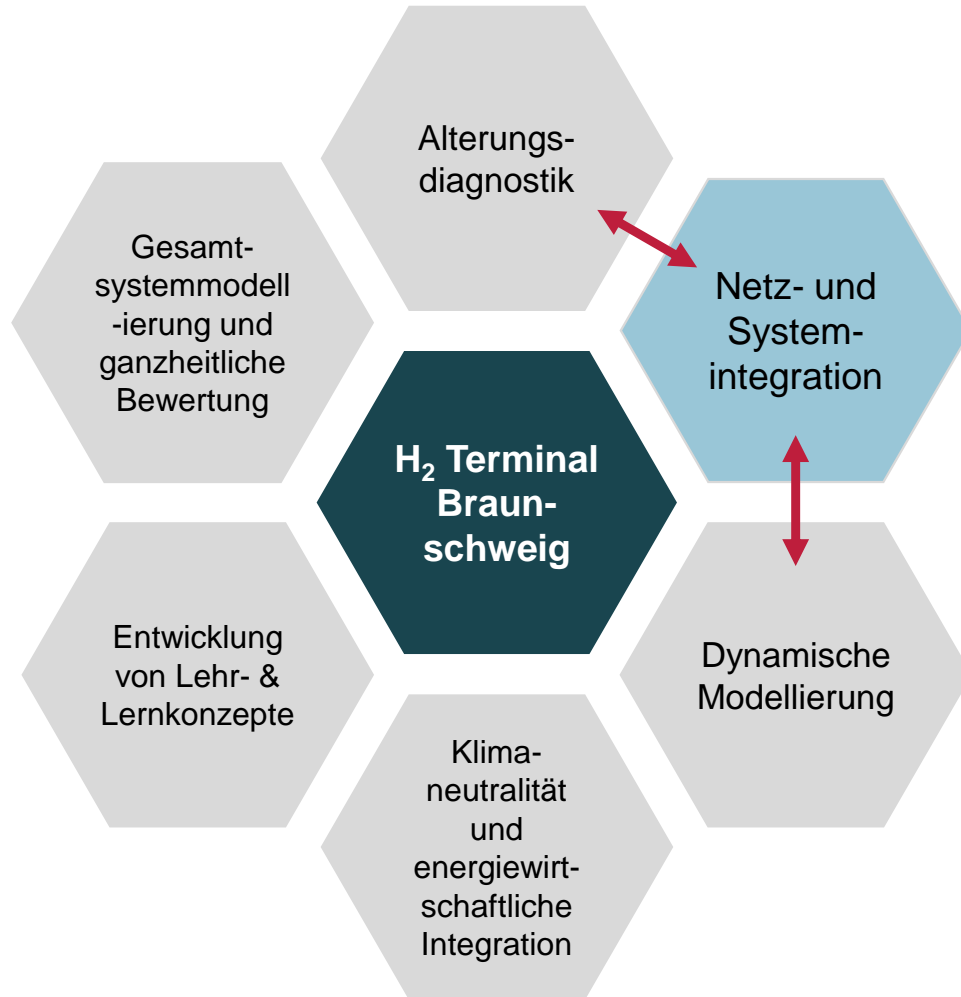 Alterungs-
diagnostik
Gesamt-
systemmodell
-ierung und
ganzheitliche
Bewertung
Netz- und
System-
integration
H₂ Terminal
Braun-
schweig
Entwicklung
von Lehr- &
Lernkonzepte
Dynamische
Modellierung
Klima-
neutralität
und
energiewirt-
schaftliche
Integration